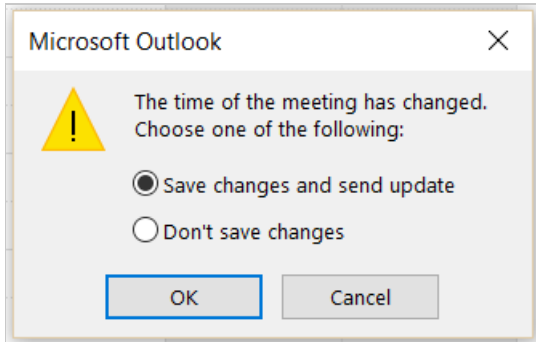 Microsoft Outlook
The time of the meeting has changed.
Choose one of the following:
Save changes and send update
Don't save changes
OK
Cancel